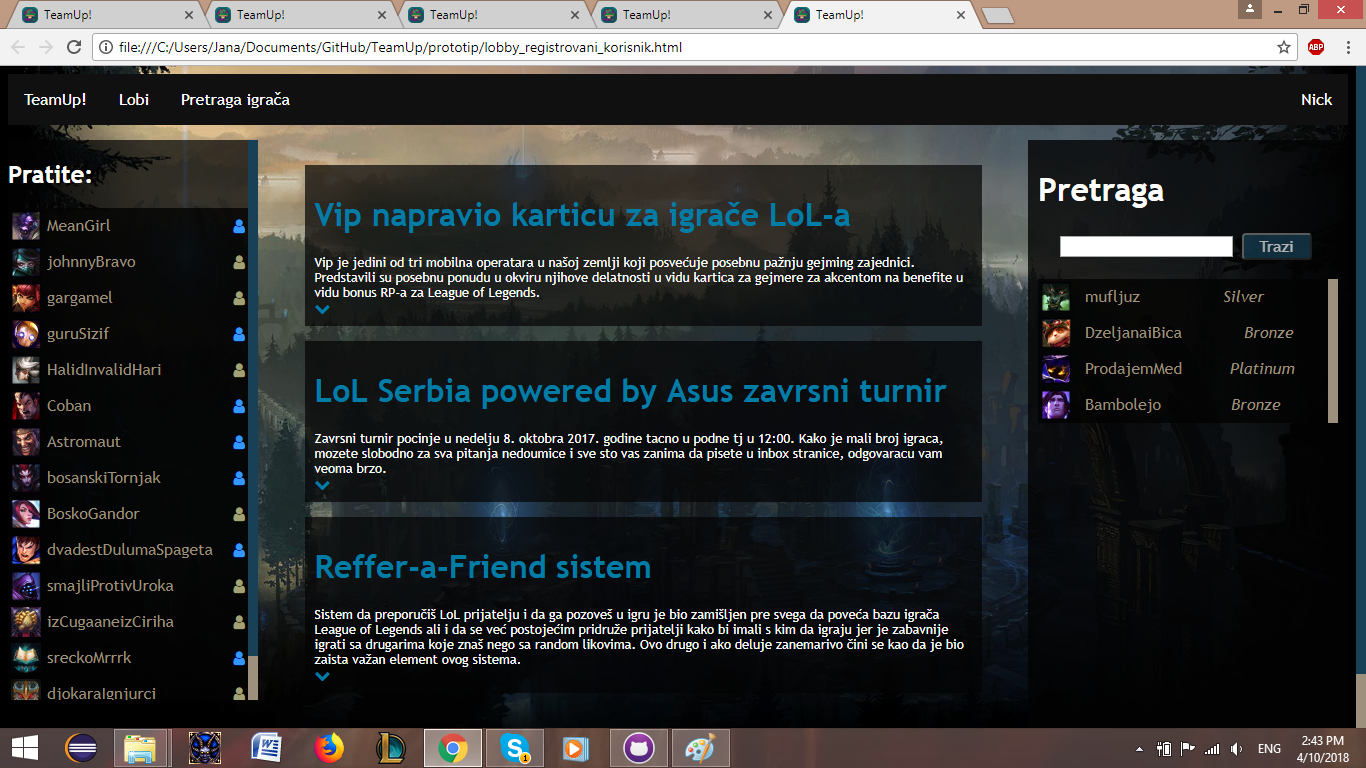 TeamUp! TeamUp! TeamUp! TeamUp! TeamUp!
file:///C:/Users/Jana/Documents/GitHub/TeamUp/prototip/lobby_registrovani_korisnik.html
ABP
TeamUp! Lobi Pretraga igrača Nick
Pratite:
MeanGirl
johnnyBravo
gargamel
guruSizif
HalidInvalidHari
Coban
Astromaut
bosanskiTornjak
BoskoGandor
dvadestDulumaSpageta
smajliProtivUroka
izCugaaneizCiriha
sreckoMrrrk
djokaraIgnjurci
Vip napravio karticu za igrače LoL-a
Vip je jedini od tri mobilna operatara u našoj zemlji koji posvećuje posebnu pažnju gejming zajednici.
Predstavili su posebnu ponudu u okviru njihove delatnosti u vidu kartica za gejmere za akcentom na benefite u
vidu bonus RP-a za League of Legends.
LoL Serbia powered by Asus zavrsni turnir
Zavrsni turnir pocinje u nedelju 8. oktobra 2017. godine tacno u podne tj u 12:00. Kako je mali broj igraca,
mozete slobodno za sva pitanja nedoumice i sve sto vas zanima da pisete u inbox stranice, odgovaracu vam
veoma brzo.
Reffer-a-Friend sistem
Sistem da preporučiš LoL prijatelju i da ga pozoveš u igru je bio zamišljen pre svega da poveća bazu igrača
League of Legends ali i da se već postojećim pridruže prijatelji kako bi imali s kim da igraju jer je zabavnije
igrati sa drugarima koje znaš nego sa random likovima. Ovo drugo i ako deluje zanemarivo čini se kao da je bio
zaista važan element ovog sistema.
Pretraga
Trazi
mufljuz Silver
DzeljanaiBica Bronze
ProdajemMed Platinum
Bambolejo Bronze
1
ENG
2:43 PM
4/10/2018